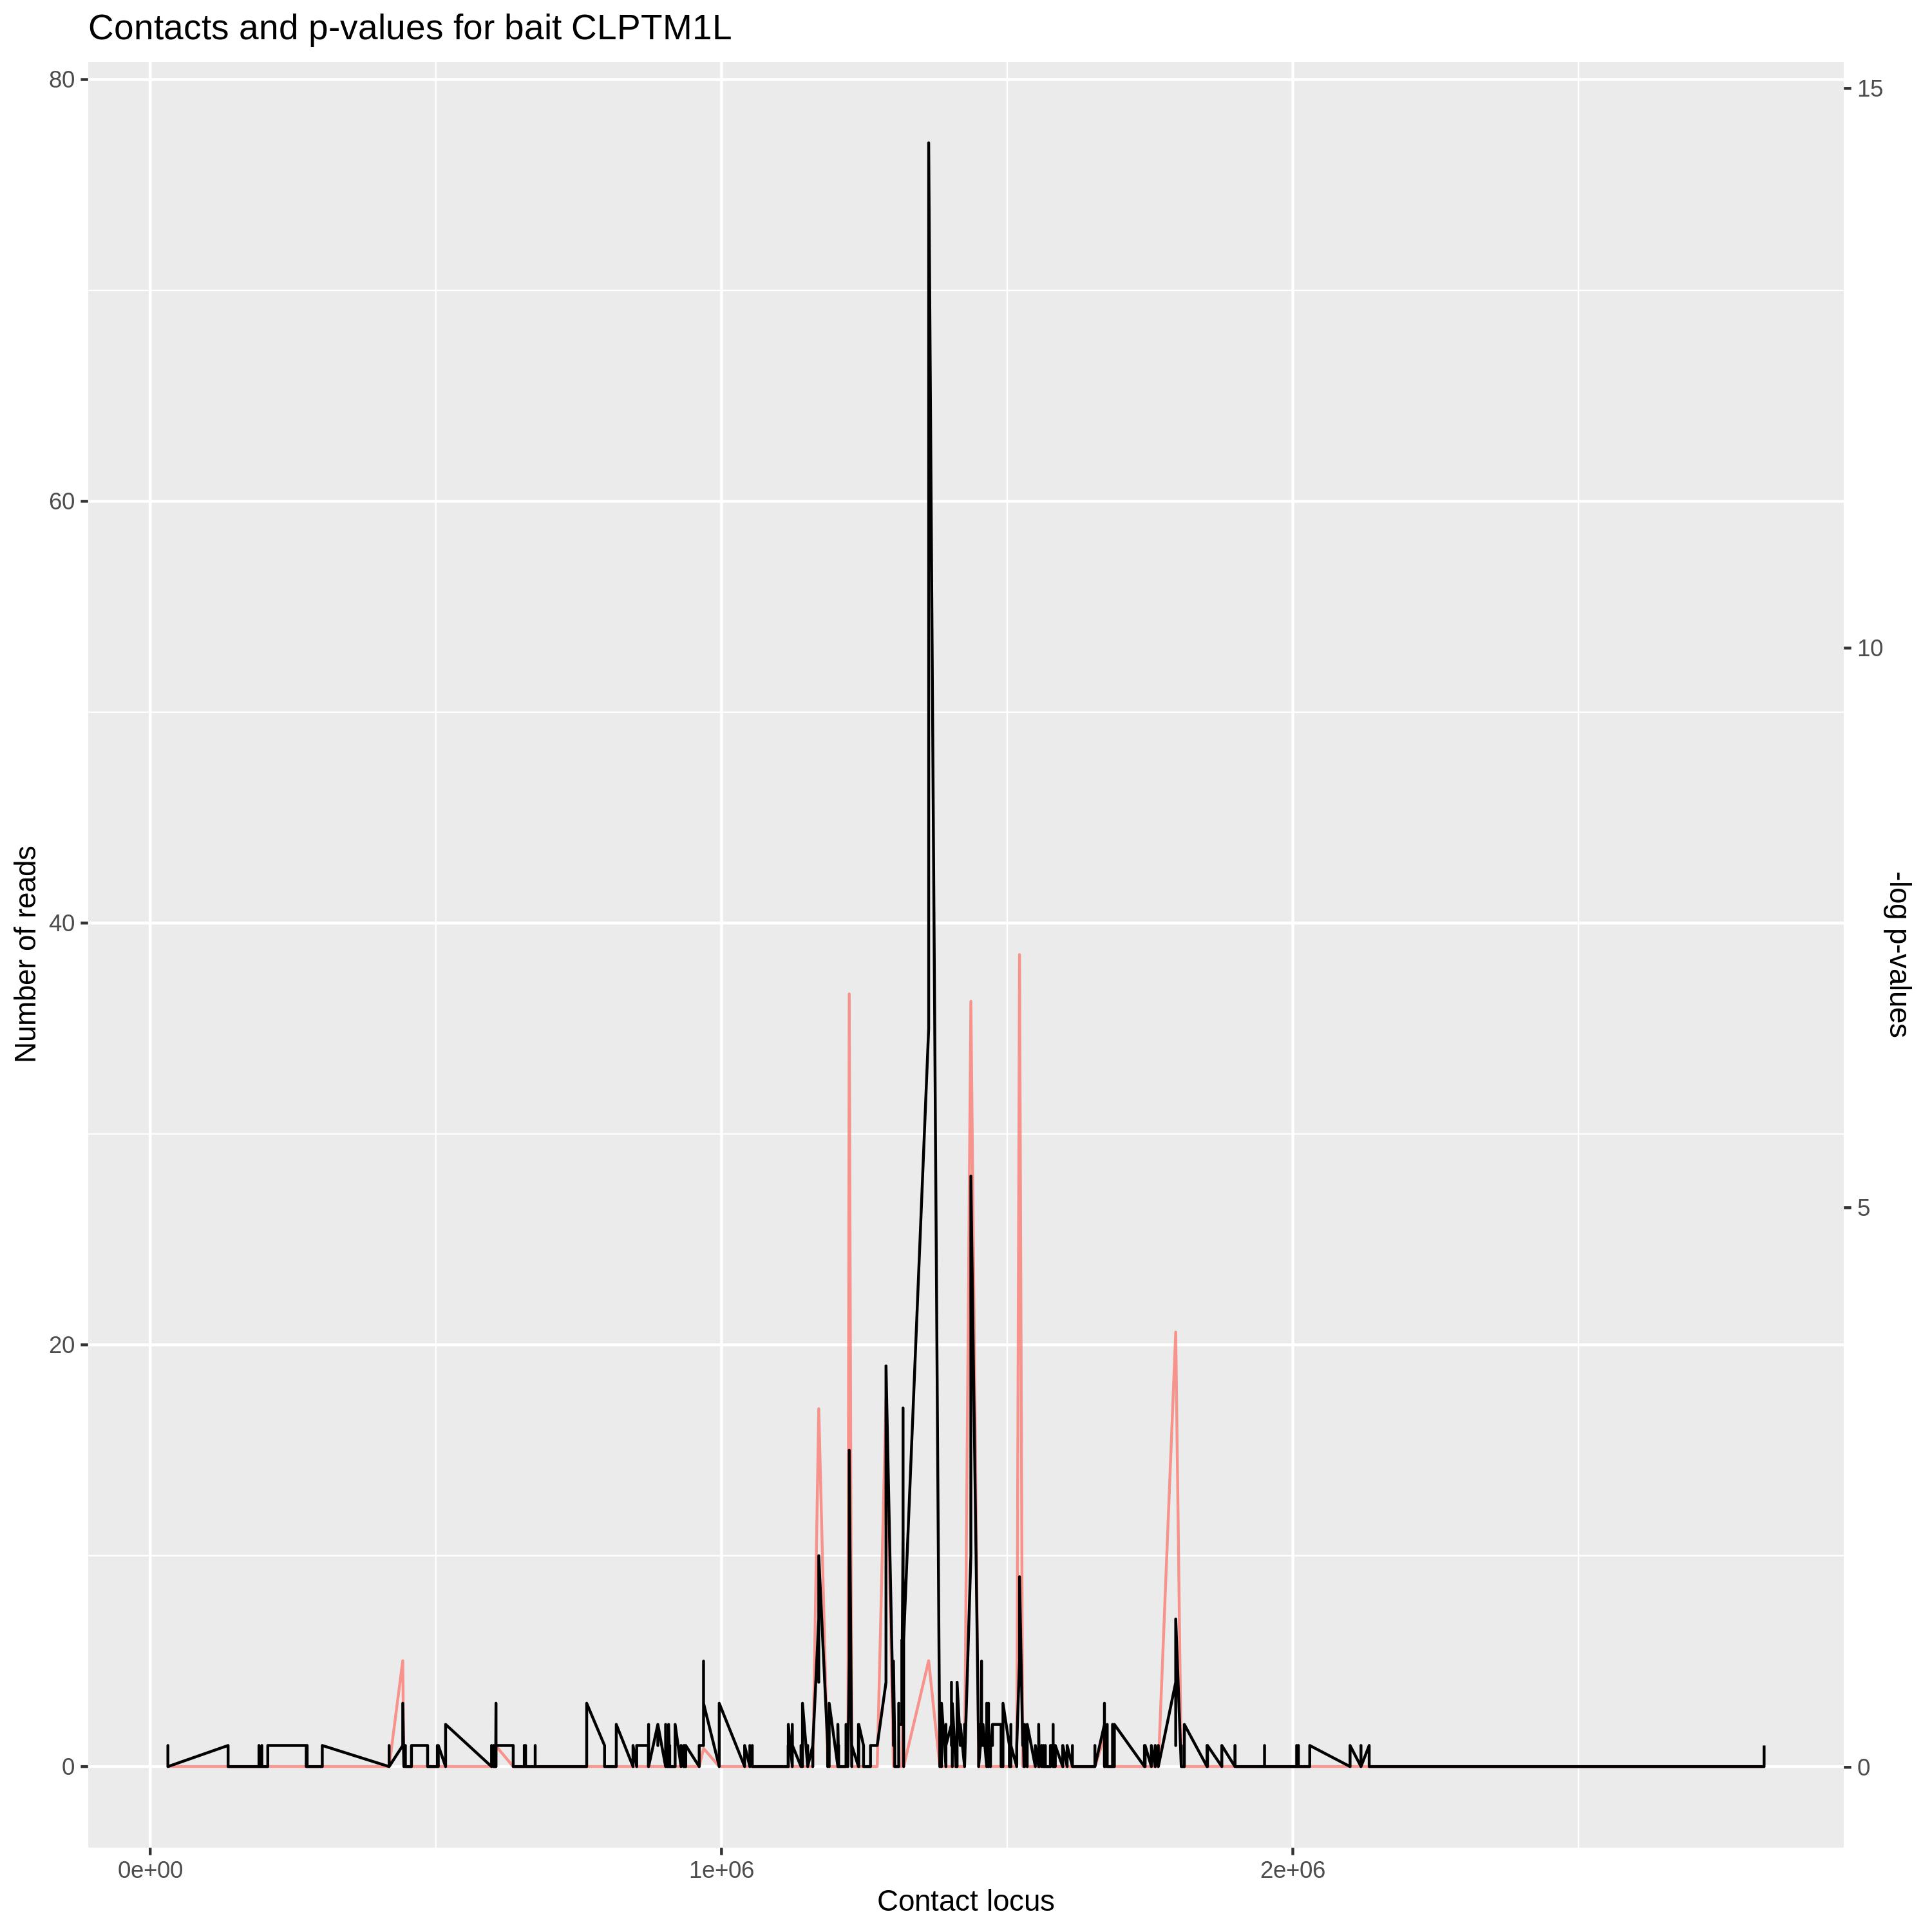 Contacts and p-values for bait CLPTM1L
80
60
40
20
0
Number of reads
15
10
5
0
-log p-values
0e+00
1e+06
2e+06
Contact locus